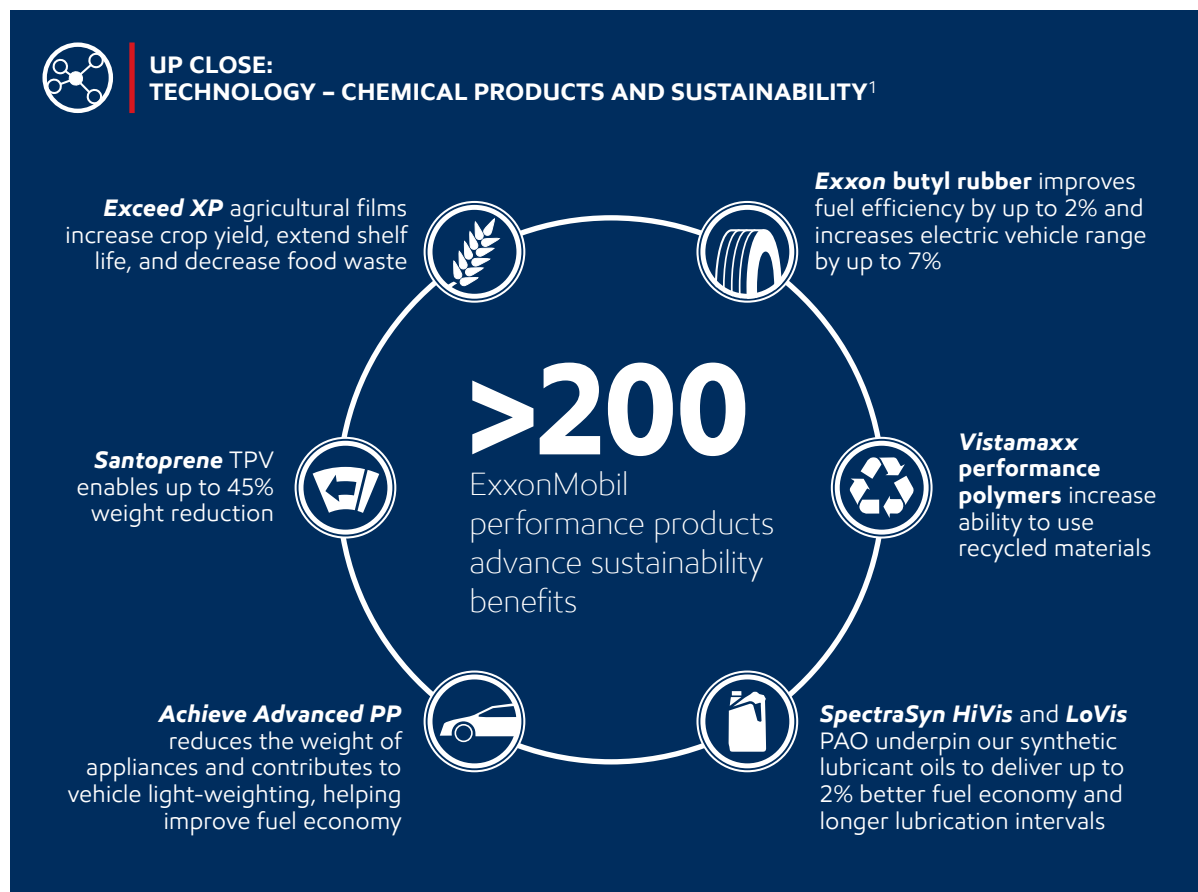 UP CLOSE:
TECHNOLOGY – CHEMICAL PRODUCTS AND SUSTAINABILITY¹
Exceed XP agricultural films
increase crop yield, extend shelf
life, and decrease food waste
Exxon butyl rubber improves
fuel efficiency by up to 2% and
increases electric vehicle range
by up to 7%
>200
ExxonMobil
performance products
advance sustainability
benefits
Santoprene TPV
enables up to 45%
weight reduction
Vistamaxx
performance
polymers increase
ability to use
recycled materials
Achieve Advanced PP
reduces the weight of
appliances and contributes to
vehicle light-weighting, helping
improve fuel economy
SpectraSyn HiVis and LoVis
PAO underpin our synthetic
lubricant oils to deliver up to
2% better fuel economy and
longer lubrication intervals